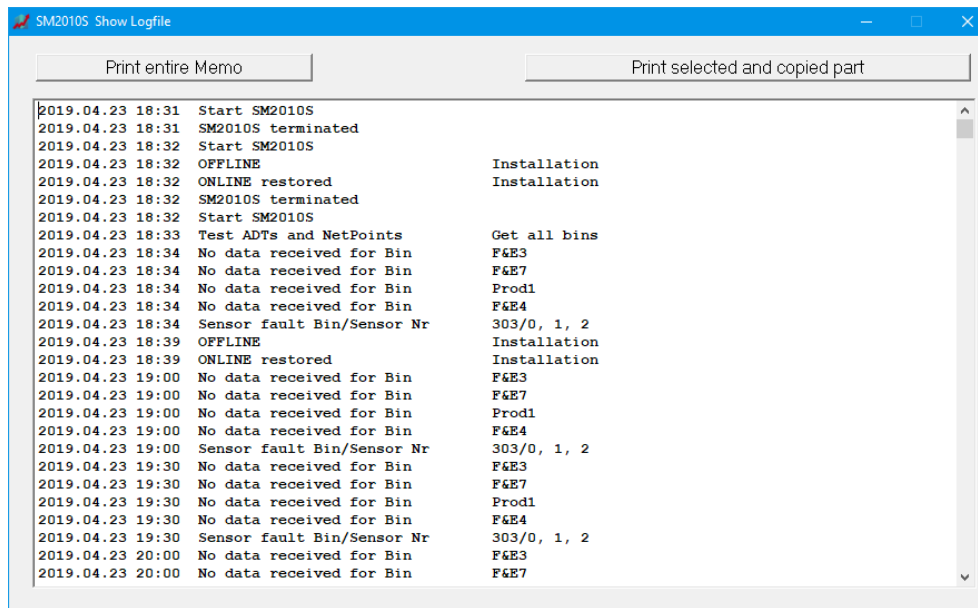 SM2010S Show Logfile
Print entire Memo Print selected and copied part
2019.04.23 18:31 Start SM2010S
2019.04.23 18:31 SM2010S terminated
2019.04.23 18:32 Start SM2010S
2019.04.23 18:32 OFFLINE Installation
2019.04.23 18:32 ONLINE restored Installation
2019.04.23 18:32 SM2010S terminated
2019.04.23 18:32 Start SM2010S
2019.04.23 18:33 Test ADTs and NetPoints Get all bins
2019.04.23 18:34 No data received for Bin F&E3
2019.04.23 18:34 No data received for Bin F&E7
2019.04.23 18:34 No data received for Bin Prod1
2019.04.23 18:34 No data received for Bin F&E4
2019.04.23 18:34 Sensor fault Bin/Sensor Nr 303/0, 1, 2
2019.04.23 18:39 OFFLINE Installation
2019.04.23 18:39 ONLINE restored Installation
2019.04.23 19:00 No data received for Bin F&E3
2019.04.23 19:00 No data received for Bin F&E7
2019.04.23 19:00 No data received for Bin Prod1
2019.04.23 19:00 No data received for Bin F&E4
2019.04.23 19:00 Sensor fault Bin/Sensor Nr 303/0, 1, 2
2019.04.23 19:30 No data received for Bin F&E3
2019.04.23 19:30 No data received for Bin F&E7
2019.04.23 19:30 No data received for Bin Prod1
2019.04.23 19:30 No data received for Bin F&E4
2019.04.23 19:30 Sensor fault Bin/Sensor Nr 303/0, 1, 2
2019.04.23 20:00 No data received for Bin F&E3
2019.04.23 20:00 No data received for Bin F&E7